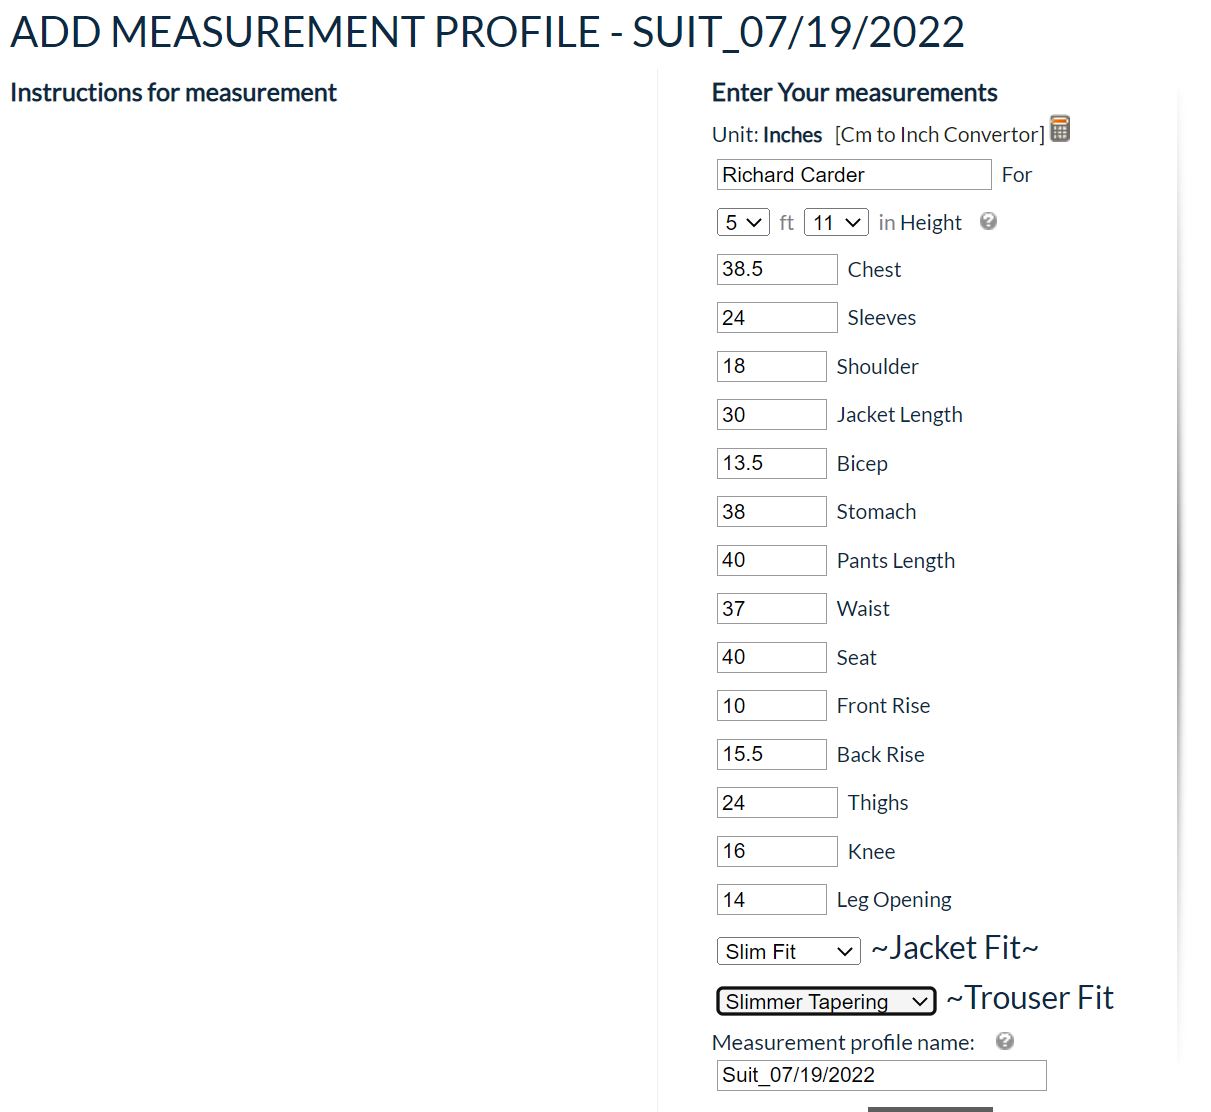 ADD MEASUREMENT PROFILE - SUIT_07/19/2022
Instructions for measurement
Enter Your measurements
Unit: Inches [Cm to Inch Convertor]
Richard Carder For
5 ft 11 in Height ?
38.5 Chest
24 Sleeves
18 Shoulder
30 Jacket Length
13.5 Bicep
38 Stomach
40 Pants Length
37 Waist
40 Seat
10 Front Rise
15.5 Back Rise
24 Thighs
16 Knee
14 Leg Opening
Slim Fit ~Jacket Fit~
Slimmer Tapering ~Trouser Fit
Measurement profile name: ?
Suit_07/19/2022